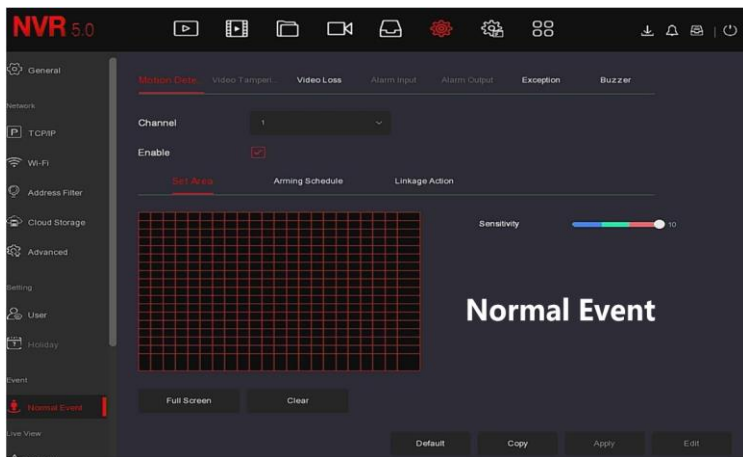 NVR 5.0
General
Network
TCP/IP
Wi-Fi
Address Filter
Cloud Storage
Advanced
Setting
User
Holiday
Event
Normal Event
Live View
Motion Dete... Video Tamperi... Video Loss Alarm Input Alarm Output Exception Buzzer
Channel 1
Enable
Set Area Arming Schedule Linkage Action
Sensitivity 10
Normal Event
Full Screen Clear
Default Copy Apply Edit